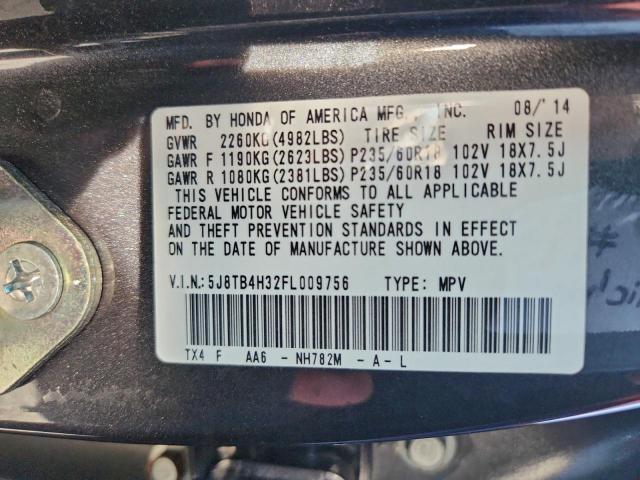 MFD. BY HONDA OF AMERICA MFG., INC. 08/'14
GVWR 2260KG(4982LBS) TIRE SIZE RIM SIZE
GAWR F 1190KG(2623LBS) P235/60R18 102V 18X7.5J
GAWR R 1080KG(2381LBS) P235/60R18 102V 18X7.5J
THIS VEHICLE CONFORMS TO ALL APPLICABLE
FEDERAL MOTOR VEHICLE SAFETY
AND THEFT PREVENTION STANDARDS IN EFFECT
ON THE DATE OF MANUFACTURE SHOWN ABOVE.
V.I.N.:5J8TB4H32FL009756 TYPE: MPV
TX4 F AA6 - NH782M - A - L